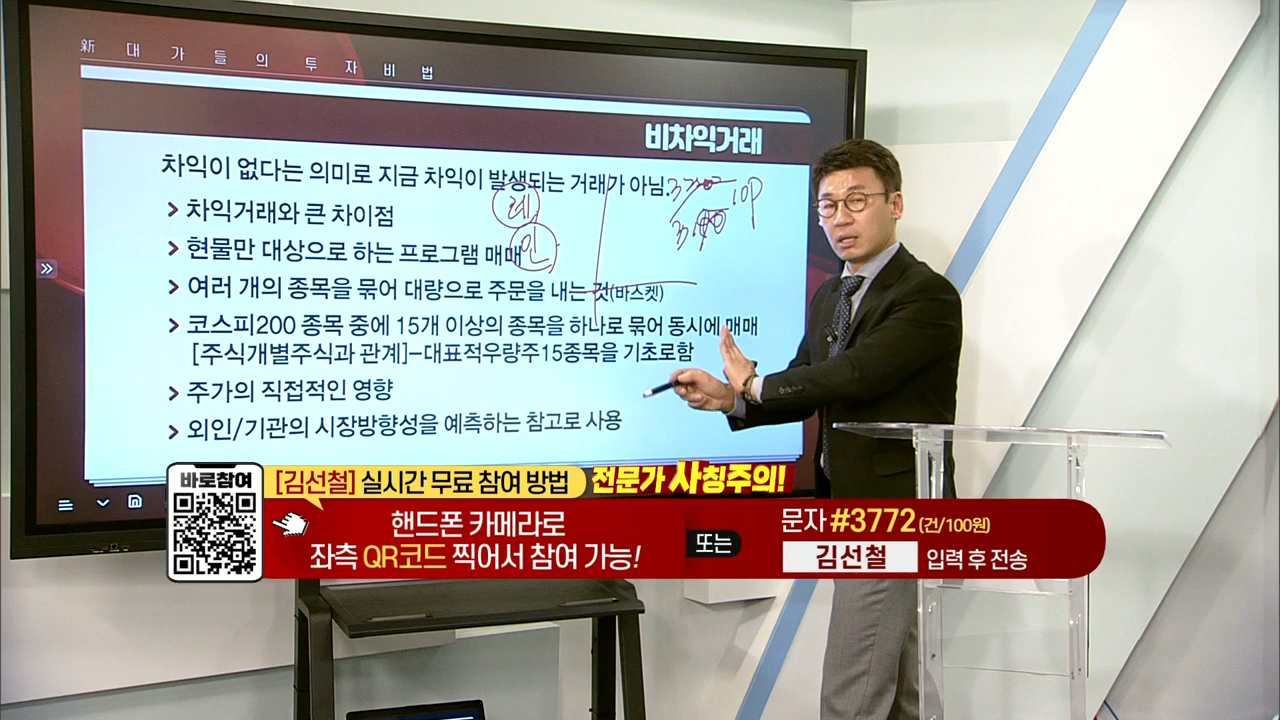 新 대가들의 투자비법
비차익거래
차익이 없다는 의미로 지금 차익이 발생되는 거래가 아님.
> 차익거래와 큰 차이점
> 현물만 대상으로 하는 프로그램 매매
> 여러 개의 종목을 묶어 대량으로 주문을 내는 것(바스켓)
> 코스피200 종목 중에 15개 이상의 종목을 하나로 묶어 동시에 매매
[주식개별주식과 관계]-대표적우량주15종목을 기초로함
> 주가의 직접적인 영향
> 외인/기관의 시장방향성을 예측하는 참고로 사용
레
인
10P
바로참여
[김선철] 실시간 무료 참여 방법
전문가 사칭주의!
핸드폰 카메라로
좌측 QR코드 찍어서 참여 가능!
또는
문자 #3772 (건/100원)
김선철 입력 후 전송